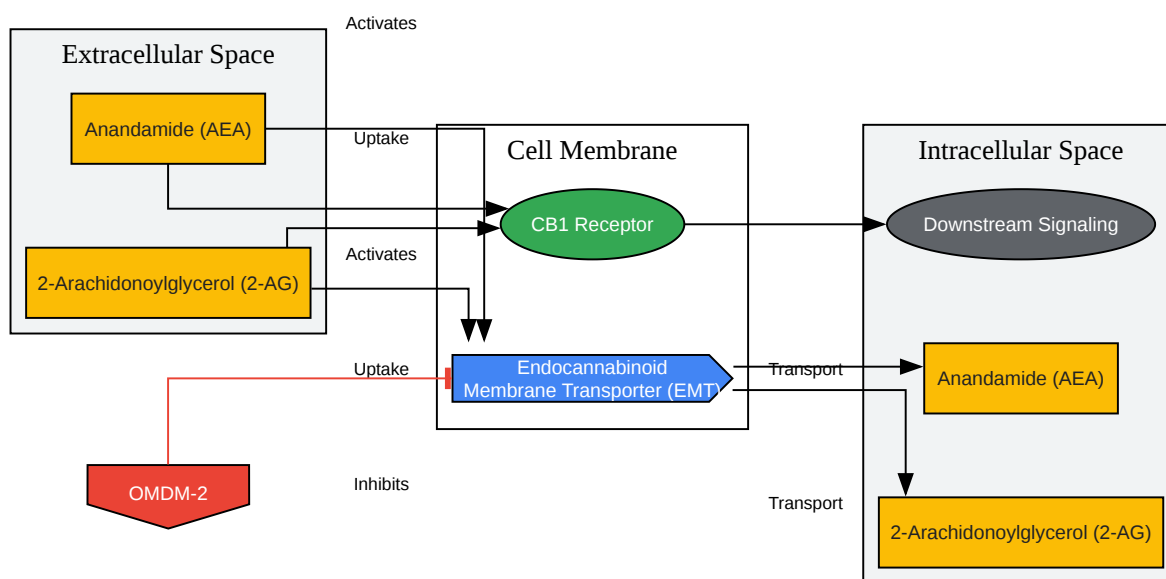 Activates
Extracellular Space
Anandamide (AEA)
Uptake
Cell Membrane
Intracellular Space
CB1 Receptor
Downstream Signaling
Activates
2-Arachidonoylglycerol (2-AG)
Uptake
Endocannabinoid
Membrane Transporter (EMT)
Transport
Anandamide (AEA)
OMDM-2
Inhibits
Transport
2-Arachidonoylglycerol (2-AG)